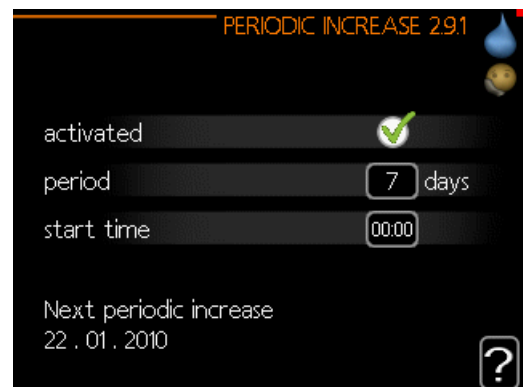 PERIODIC INCREASE 2.9.1
activated
period 7 days
start time 00:00
Next periodic increase
22 . 01 . 2010
?